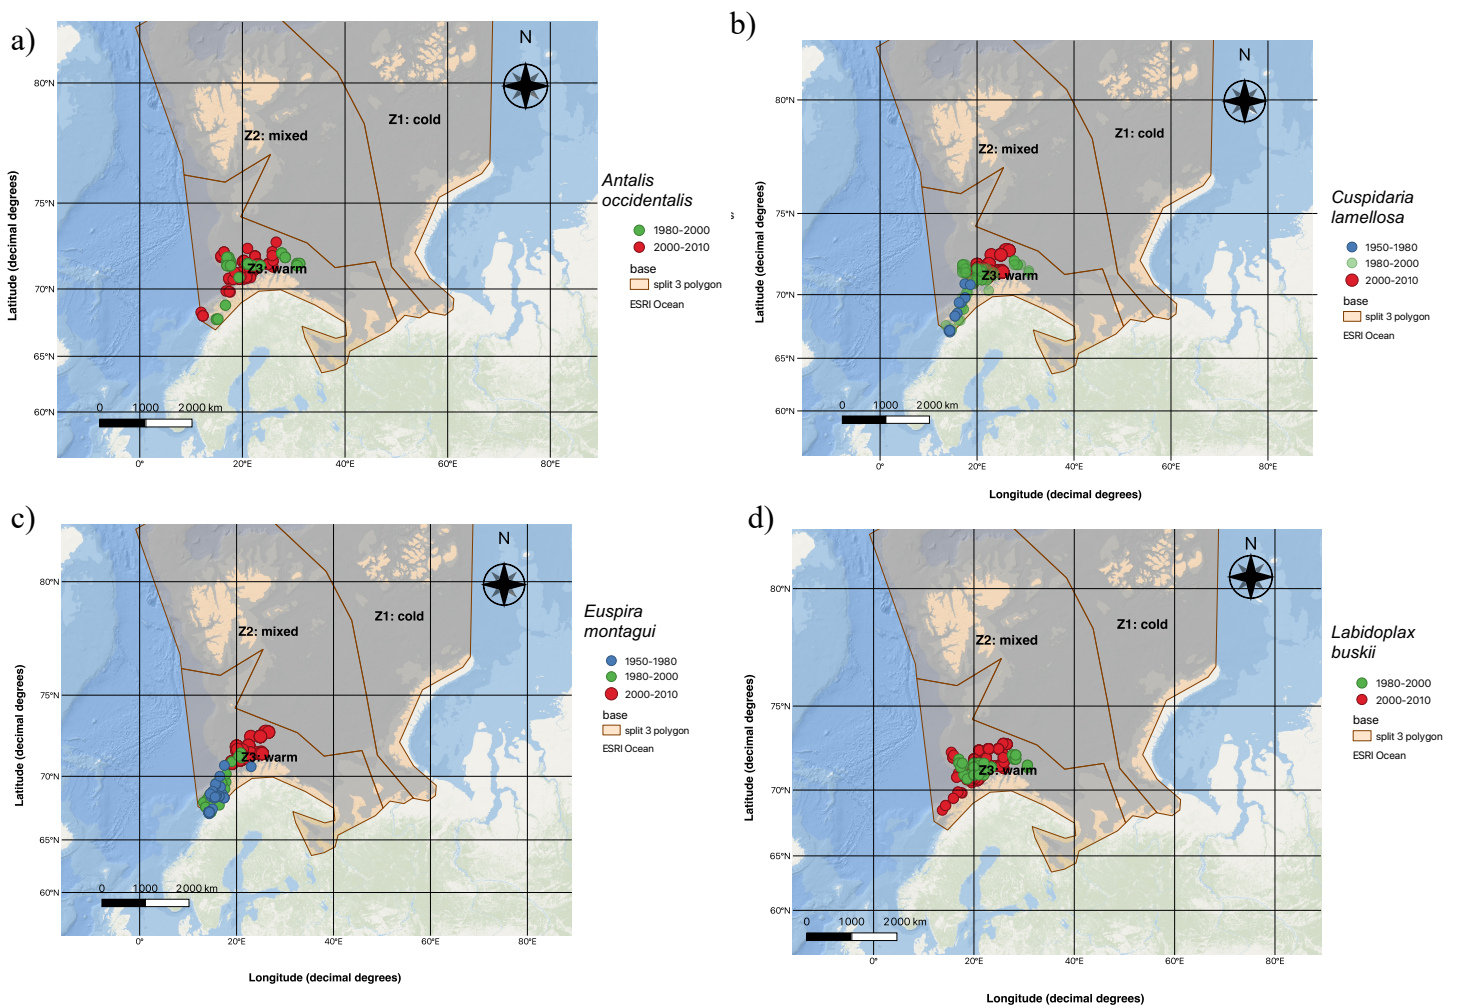 a)
N
80°N
75°N
70°N
65°N
60°N
Latitude (decimal degrees)
Z2: mixed
Z1: cold
Z3: warm
0 1000 2000 km
0° 20°E 40°E 60°E 80°E
Antalis
occidentalis
1980-2000
2000-2010
base
split 3 polygon
ESRI Ocean
b)
N
80°N
75°N
70°N
65°N
60°N
Latitude (decimal degrees)
Z1: cold
Z2: mixed
Z3: warm
0 1000 2000 km
0° 20°E 40°E 60°E 80°E
Longitude (decimal degrees)
Cuspidaria
lamellosa
1950-1980
1980-2000
2000-2010
base
split 3 polygon
ESRI Ocean
c)
N
80°N
75°N
70°N
65°N
60°N
Latitude (decimal degrees)
Z1: cold
Z2: mixed
Z3: warm
0 1000 2000 km
0° 20°E 40°E 60°E 80°E
Longitude (decimal degrees)
Euspira
montagui
1950-1980
1980-2000
2000-2010
base
split 3 polygon
ESRI Ocean
d)
N
80°N
75°N
70°N
65°N
60°N
Latitude (decimal degrees)
Z1: cold
Z2: mixed
Z3: warm
0 1000 2000 km
0° 20°E 40°E 60°E 80°E
Longitude (decimal degrees)
Labidoplax
buskii
1980-2000
2000-2010
base
split 3 polygon
ESRI Ocean